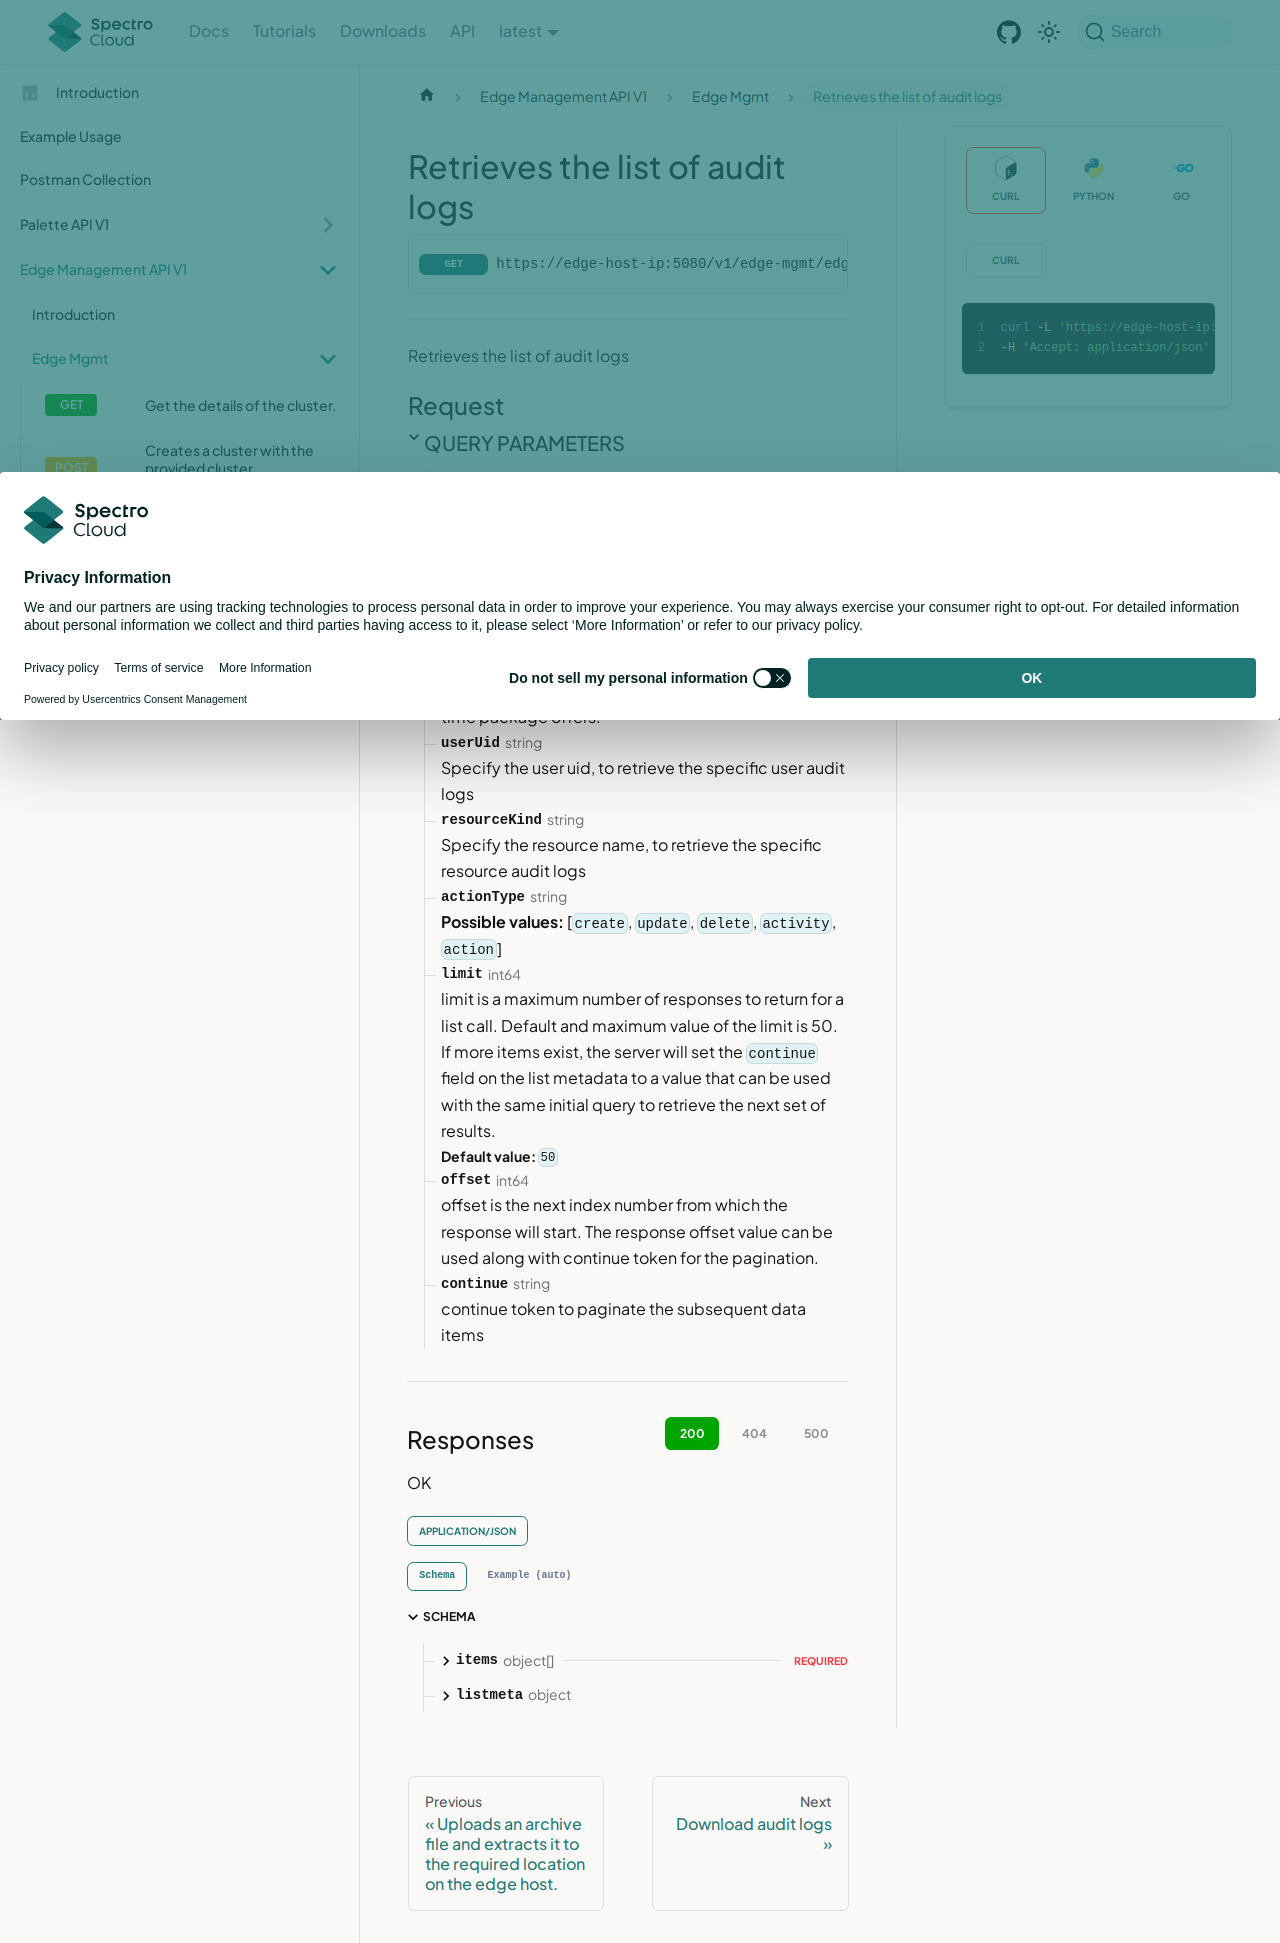 Spectro
Cloud
Docs
Tutorials
Downloads
API
latest
Search
Introduction
Example Usage
Postman Collection
Palette API V1
Edge Management API V1
Introduction
Edge Mgmt
GET
Get the details of the cluster.
POST
Creates a cluster with the
provided cluster
Edge Management API V1
Edge Mgmt
Retrieves the list of audit logs
Retrieves the list of audit
logs
GET
https://edge-host-ip:5080/v1/edge-mgmt/edg
Retrieves the list of audit logs
Request
QUERY PARAMETERS
CURL
PYTHON
GO
CURL
1 curl -L 'https://edge-host-ip:
2 -H 'Accept: application/json'
Spectro
Cloud
Privacy Information
We and our partners are using tracking technologies to process personal data in order to improve your experience. You may always exercise your consumer right to opt-out. For detailed information
about personal information we collect and third parties having access to it, please select ‘More Information’ or refer to our privacy policy.
Privacy policy
Terms of service
More Information
Powered by Usercentrics Consent Management
Do not sell my personal information
OK
time package offers.
userUid string
Specify the user uid, to retrieve the specific user audit
logs
resourceKind string
Specify the resource name, to retrieve the specific
resource audit logs
actionType string
Possible values: [create, update, delete, activity,
action]
limit int64
limit is a maximum number of responses to return for a
list call. Default and maximum value of the limit is 50.
If more items exist, the server will set the continue
field on the list metadata to a value that can be used
with the same initial query to retrieve the next set of
results.
Default value: 50
offset int64
offset is the next index number from which the
response will start. The response offset value can be
used along with continue token for the pagination.
continue string
continue token to paginate the subsequent data
items
Responses
200
404
500
OK
APPLICATION/JSON
Schema
Example (auto)
SCHEMA
items object[]
REQUIRED
listmeta object
Previous
« Uploads an archive
file and extracts it to
the required location
on the edge host.
Next
Download audit logs
»